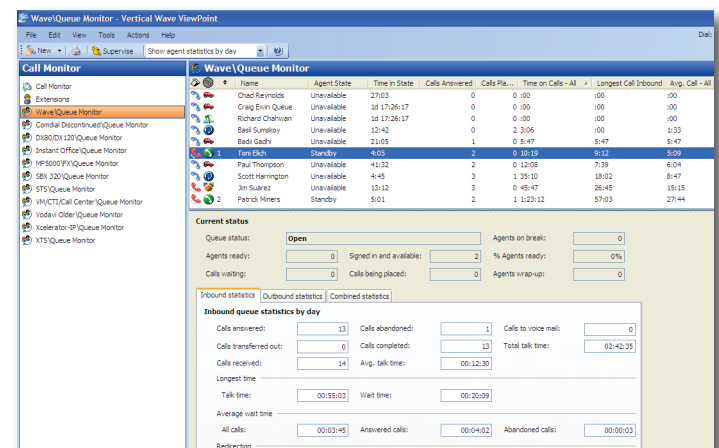 Wave\Queue Monitor - Vertical Wave ViewPoint
File Edit View Tools Actions Help
Dial:
New Supervise Show agent statistics by day
Call Monitor
Wave\Queue Monitor
Call Monitor
Extensions
Wave\Queue Monitor
Comdial Discontinued\Queue Monitor
DX80/DX120\Queue Monitor
Instant Office\Queue Monitor
MP5000\FX\Queue Monitor
SBX 320\Queue Monitor
STS\Queue Monitor
VM/CTI/Call Center\Queue Monitor
Vodavi Older\Queue Monitor
Xcelerator-IP\Queue Monitor
XTS\Queue Monitor
Name Agent State Time in State Calls Answered Calls Pla... Time on Calls - All Longest Call Inbound Avg. Call - All
Chad Reynolds Unavailable 27:03 0 0 :00 :00 :00
Craig Ewin Queue Unavailable 1d 17:26:17 0 0 :00 :00 :00
Richard Chahwan Unavailable 1d 17:26:17 0 0 :00 :00 :00
Basil Sumskoy Unavailable 12:42 0 2 3:06 :00 1:33
Badii Gadhi Unavailable 21:05 1 0 5:47 5:47 5:47
1 Toni Elich Standby 4:05 2 0 10:19 9:12 5:09
Paul Thompson Unavailable 41:32 2 0 12:08 7:39 6:04
Scott Harrington Unavailable 4:45 3 1 35:10 18:02 8:47
Jim Suarez Unavailable 13:12 3 0 45:47 26:45 15:15
2 Patrick Miners Standby 5:01 2 1 1:23:12 57:03 27:44
Current status
Queue status: Open Agents on break: 0
Agents ready: 0 Signed in and available: 2 % Agents ready: 0%
Calls waiting: 0 Calls being placed: 0 Agents wrap-up: 0
Inbound statistics Outbound statistics Combined statistics
Inbound queue statistics by day
Calls answered: 13 Calls abandoned: 1 Calls to voice mail: 0
Calls transferred out: 0 Calls completed: 13 Total talk time: 02:42:35
Calls received: 14 Avg. talk time: 00:12:30
Longest time
Talk time: 00:55:03 Wait time: 00:20:09
Average wait time
All calls: 00:03:45 Answered calls: 00:04:02 Abandoned calls: 00:00:03
Redirection